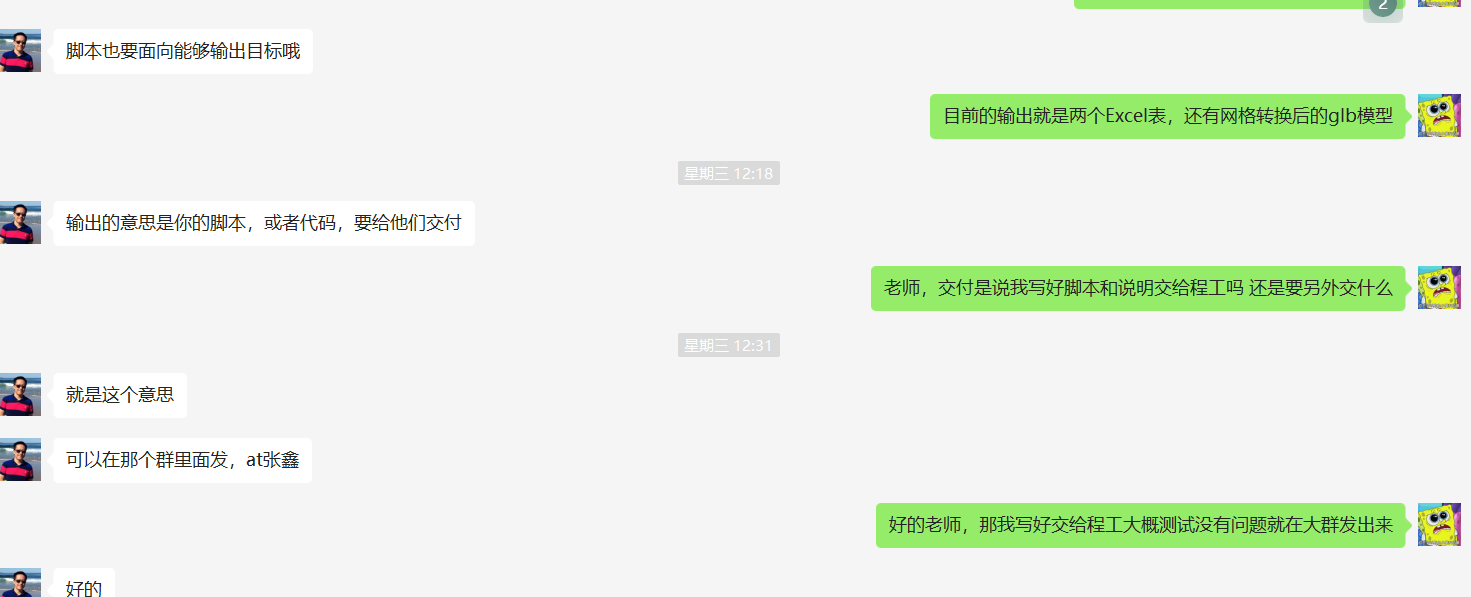 2
脚本也要面向能够输出目标哦
目前的输出就是两个Excel表，还有网格转换后的glb模型
星期三 12:18
输出的意思是你的脚本，或者代码，要给他们交付
老师，交付是说我写好脚本和说明交给程工吗 还是要另外交什么
星期三 12:31
就是这个意思
可以在那个群里面发，at张鑫
好的老师，那我写好交给程工大概测试没有问题就在大群发出来
好的